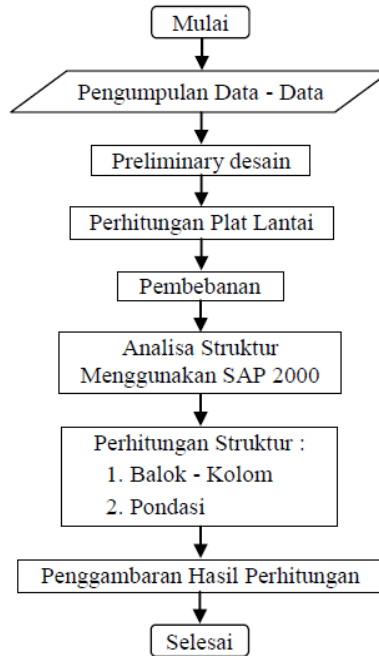 Mulai
Pengumpulan Data - Data
Preliminary desain
Perhitungan Plat Lantai
Pembebanan
Analisa Struktur
Menggunakan SAP 2000
Perhitungan Struktur :
1. Balok - Kolom
2. Pondasi
Penggambaran Hasil Perhitungan
Selesai